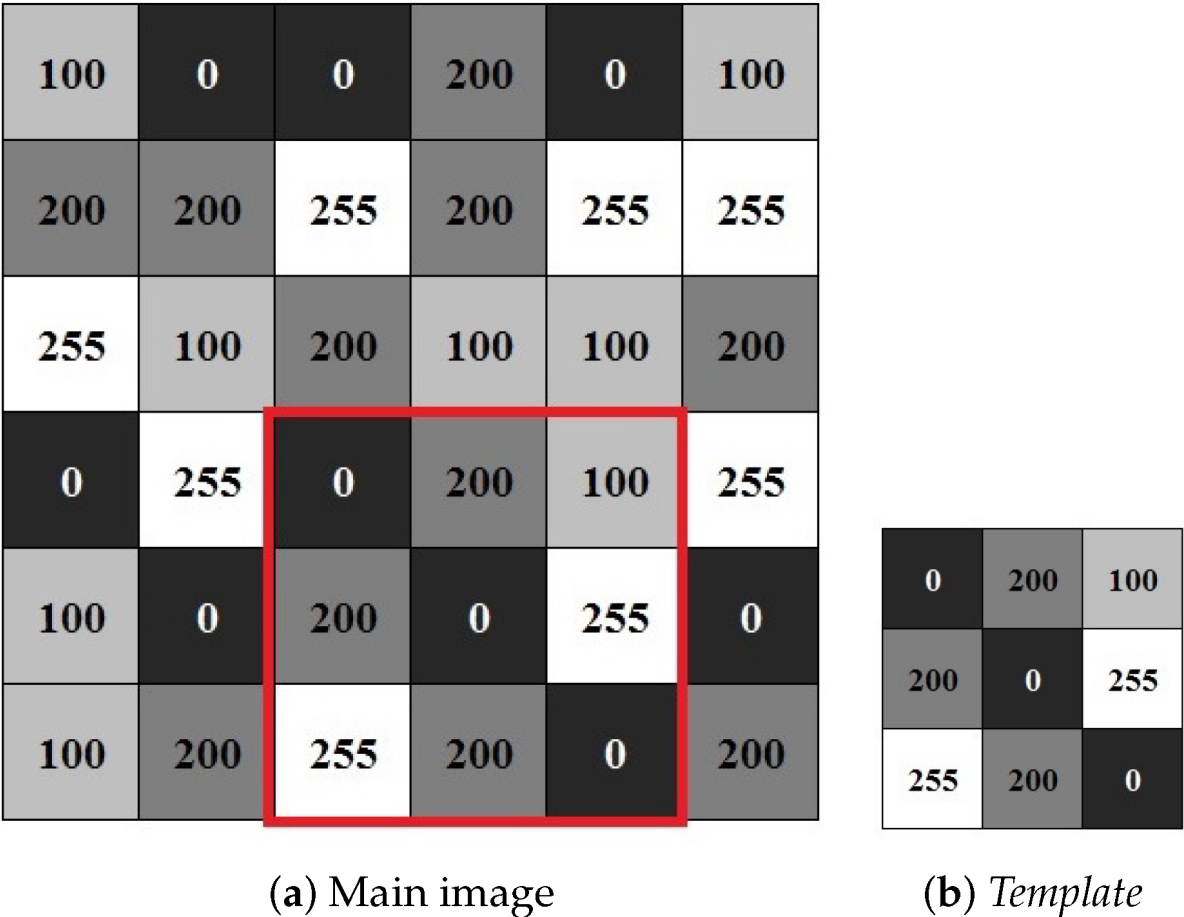 100 0 0 200 0 100
200 200 255 200 255 255
255 100 200 100 100 200
0 255 0 200 100 255
100 0 200 0 255 0
100 200 255 200 0 200
0 200 100
200 0 255
255 200 0
(a) Main image
(b) Template